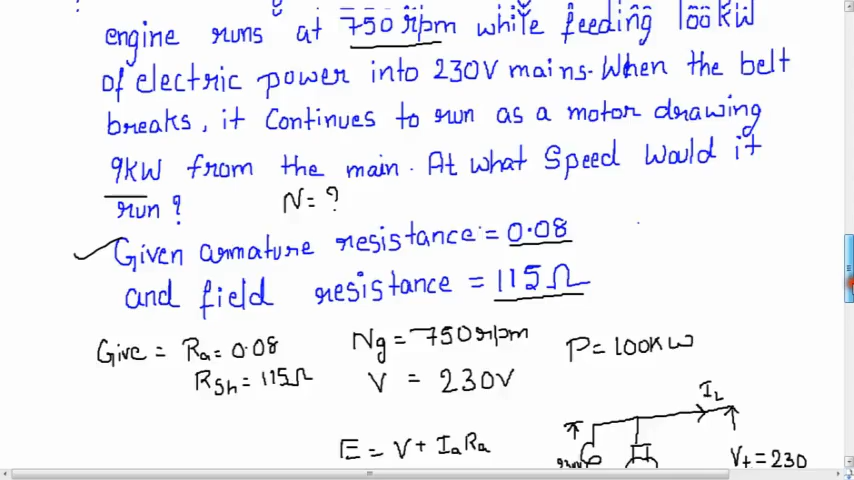 engine runs at 750 rpm while feeding 100kW
of electric power into 230V mains. When the belt
breaks, it Continues to run as a motor drawing
9kW from the main. At what Speed would it
run? N = ?
Given armature resistance = 0.08
and field resistance = 115Ω
Give = Ra = 0.08 Ng = 750 rpm P = 100KW
RSh = 115Ω V = 230V
IL
E = V + IaRa
Vt = 230